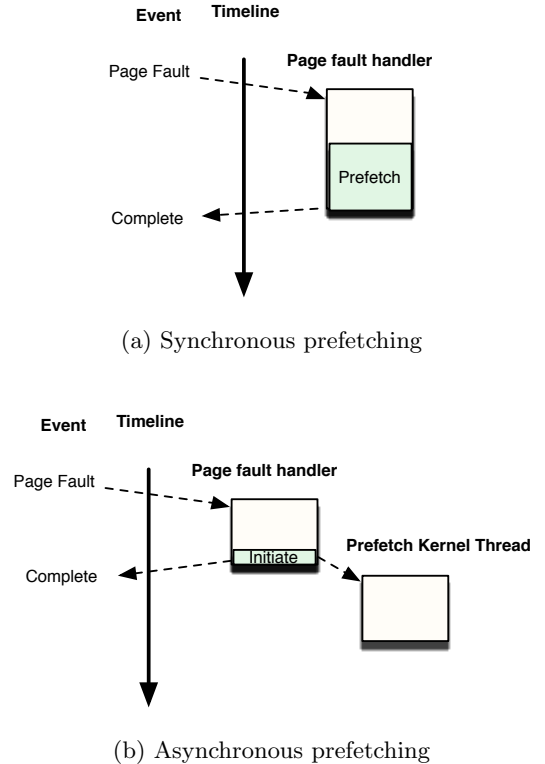 Event Timeline
Page fault handler
Page Fault
Prefetch
Complete
(a) Synchronous prefetching
Event Timeline
Page fault handler
Page Fault
Prefetch Kernel Thread
Initiate
Complete
(b) Asynchronous prefetching